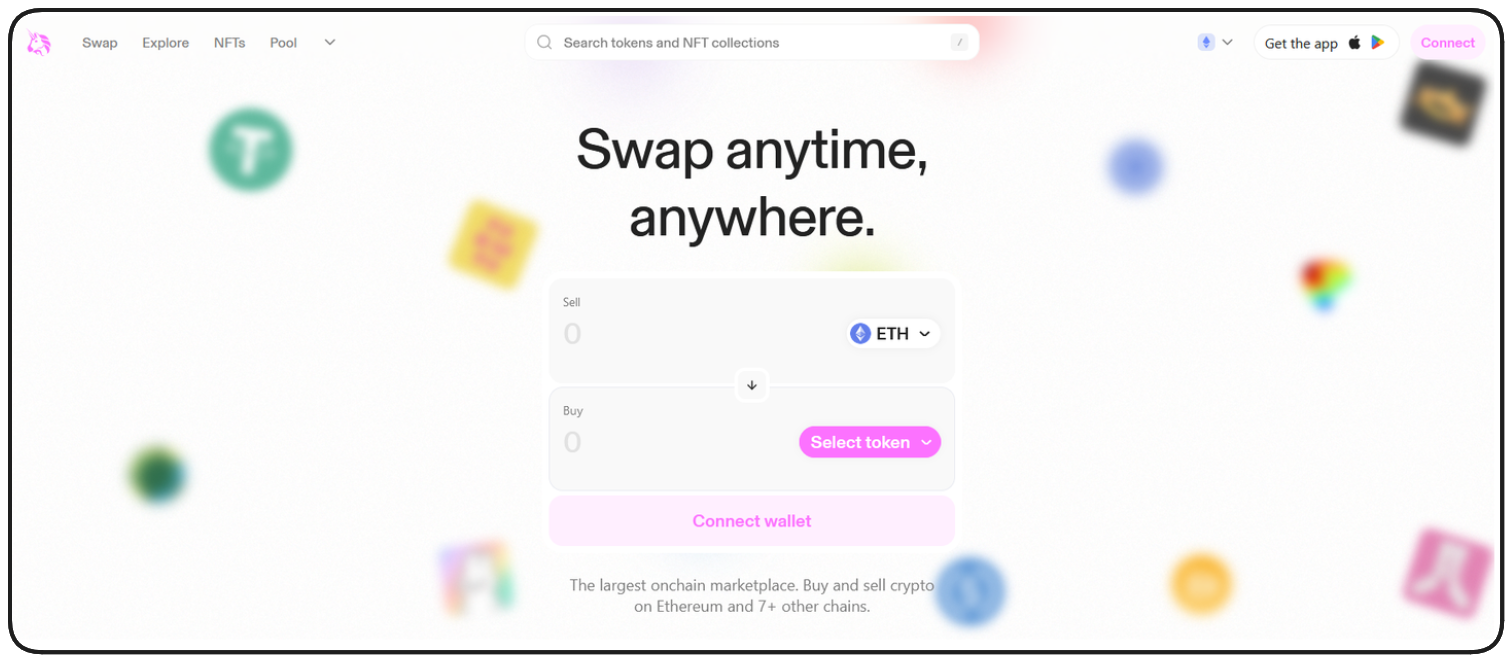 Swap Explore NFTs Pool
Search tokens and NFT collections /
Get the app
Connect
Swap anytime,
anywhere.
Sell
0 ETH
Buy
0 Select token
Connect wallet
The largest onchain marketplace. Buy and sell crypto
on Ethereum and 7+ other chains.